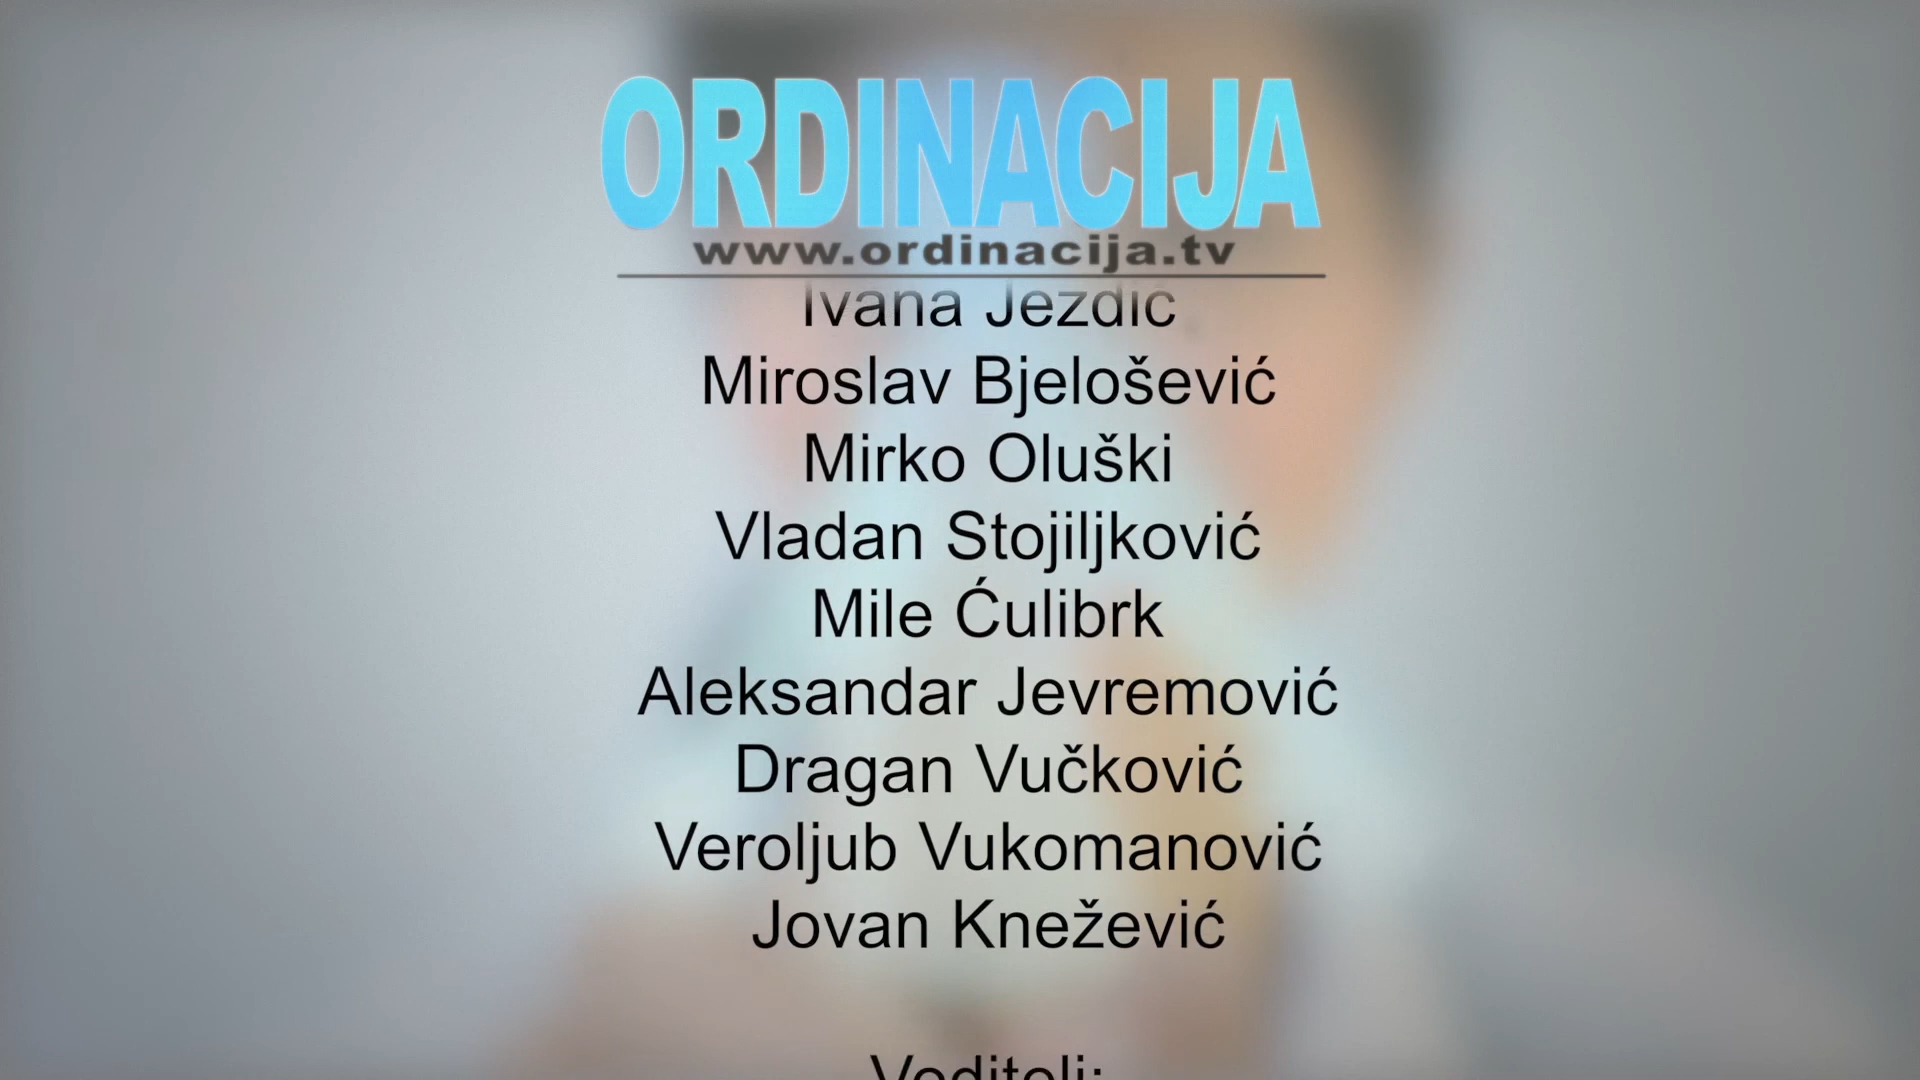 ORDINACIJA
www.ordinacija.tv
Ivana Jezdić
Miroslav Bjelošević
Mirko Oluški
Vladan Stojiljković
Mile Ćulibrk
Aleksandar Jevremović
Dragan Vučković
Veroljub Vukomanović
Jovan Knežević
Voditelj: